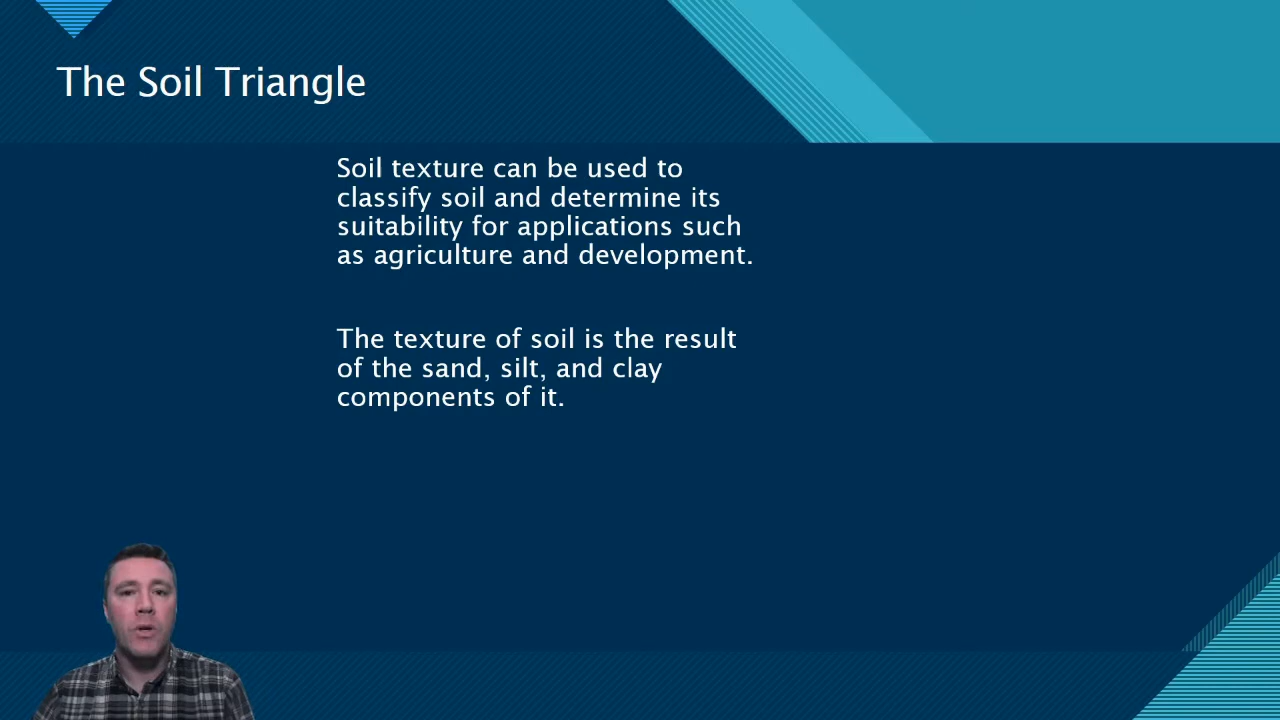 The Soil Triangle
Soil texture can be used to
classify soil and determine its
suitability for applications such
as agriculture and development.
The texture of soil is the result
of the sand, silt, and clay
components of it.